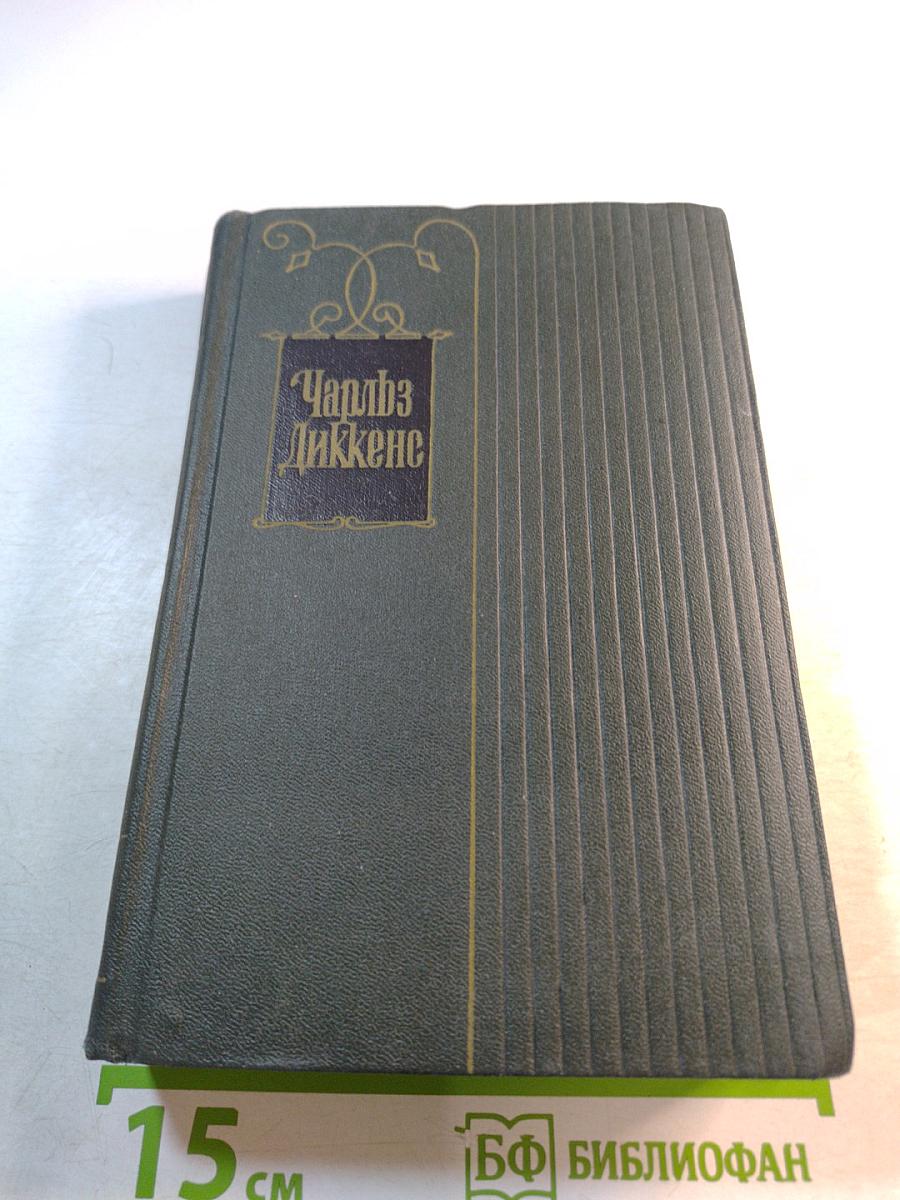 Чарльз
Диккенс
15 см
БФ БИБЛИОФАН